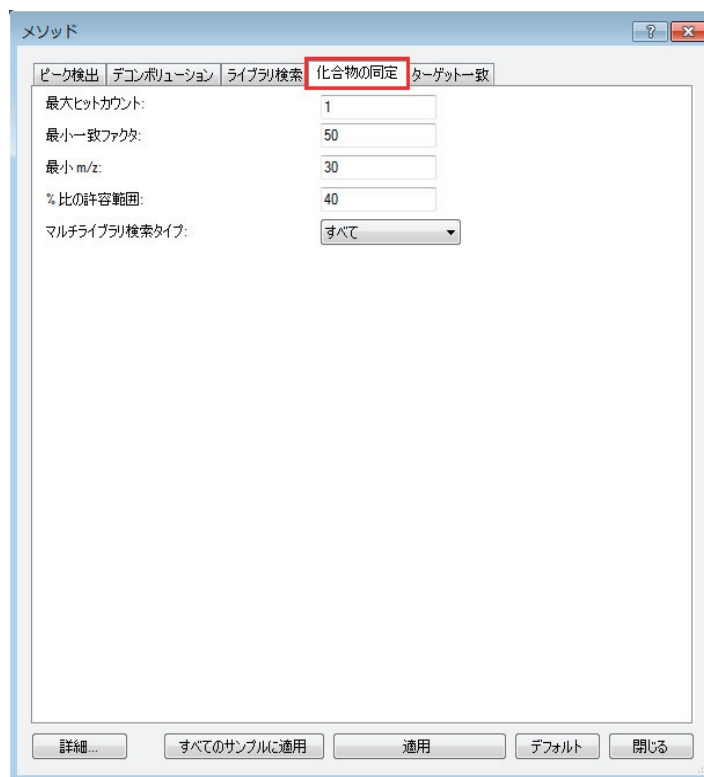 メソッド
ピーク検出 デコンボリューション ライブラリ検索 化合物の同定 ターゲット一致
最大ヒットカウント: 1
最小一致ファクタ: 50
最小 m/z: 30
% 比の許容範囲: 40
マルチライブラリ検索タイプ: すべて
詳細... すべてのサンプルに適用 適用 デフォルト 閉じる